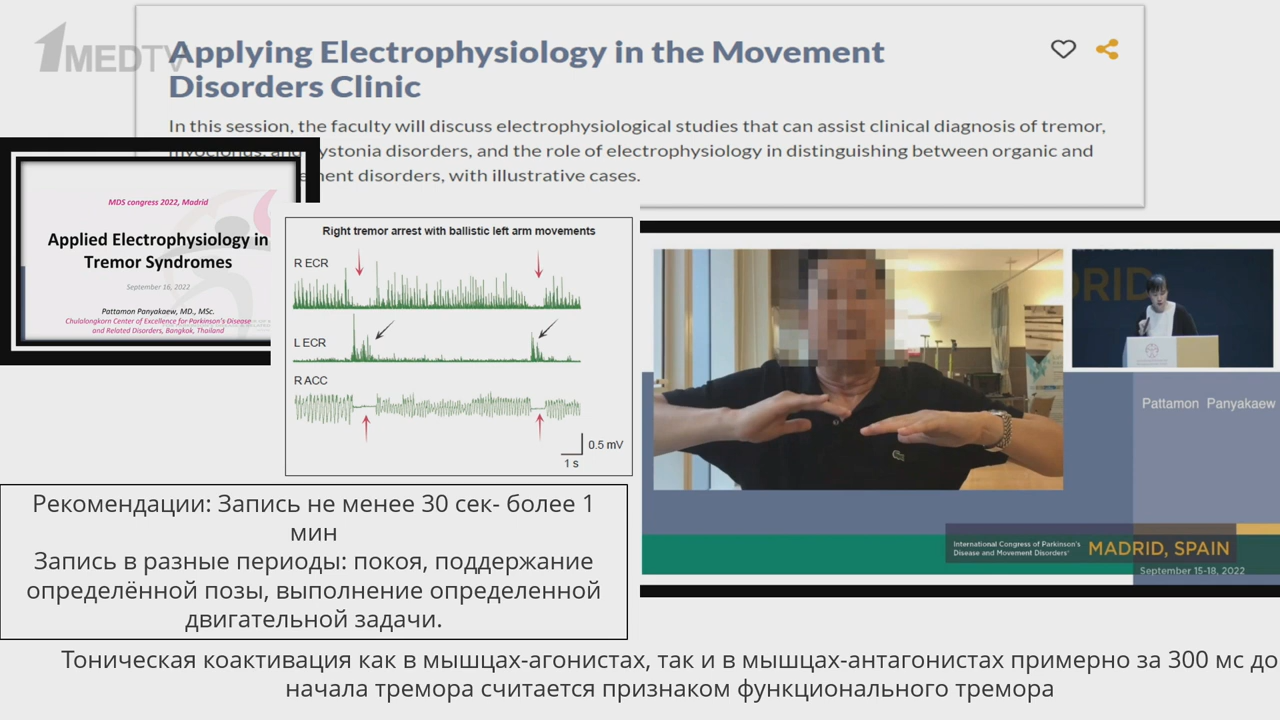 1MEDTV
Applying Electrophysiology in the Movement
Disorders Clinic
In this session, the faculty will discuss electrophysiological studies that can assist clinical diagnosis of tremor,
myoclonus, and dystonia disorders, and the role of electrophysiology in distinguishing between organic and
disorders, with illustrative cases.
MDS congress 2022, Madrid
Applied Electrophysiology in
Tremor Syndromes
September 16, 2022
Pattamon Panyakaew, MD., MSc.
Chulalongkorn Center of Excellence for Parkinson's Disease
and Related Disorders, Bangkok, Thailand
Right tremor arrest with ballistic left arm movements
R ECR
L ECR
R ACC
0.5 mV
1 s
Pattamon Panyakaew
International Congress of Parkinson's
Disease and Movement Disorders®
MADRID, SPAIN
September 15-18, 2022
Рекомендации: Запись не менее 30 сек- более 1
мин
Запись в разные периоды: покоя, поддержание
определённой позы, выполнение определенной
двигательной задачи.
Тоническая коактивация как в мышцах-агонистах, так и в мышцах-антагонистах примерно за 300 мс до
начала тремора считается признаком функционального тремора